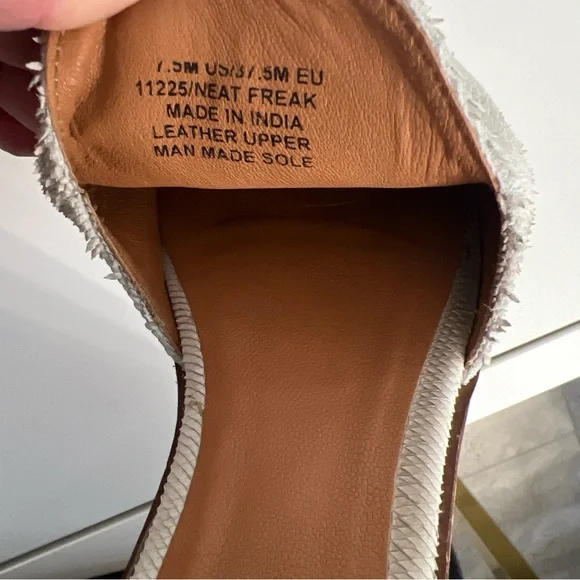 7.5M US/37.5M EU
11225/NEAT FREAK
MADE IN INDIA
LEATHER UPPER
MAN MADE SOLE